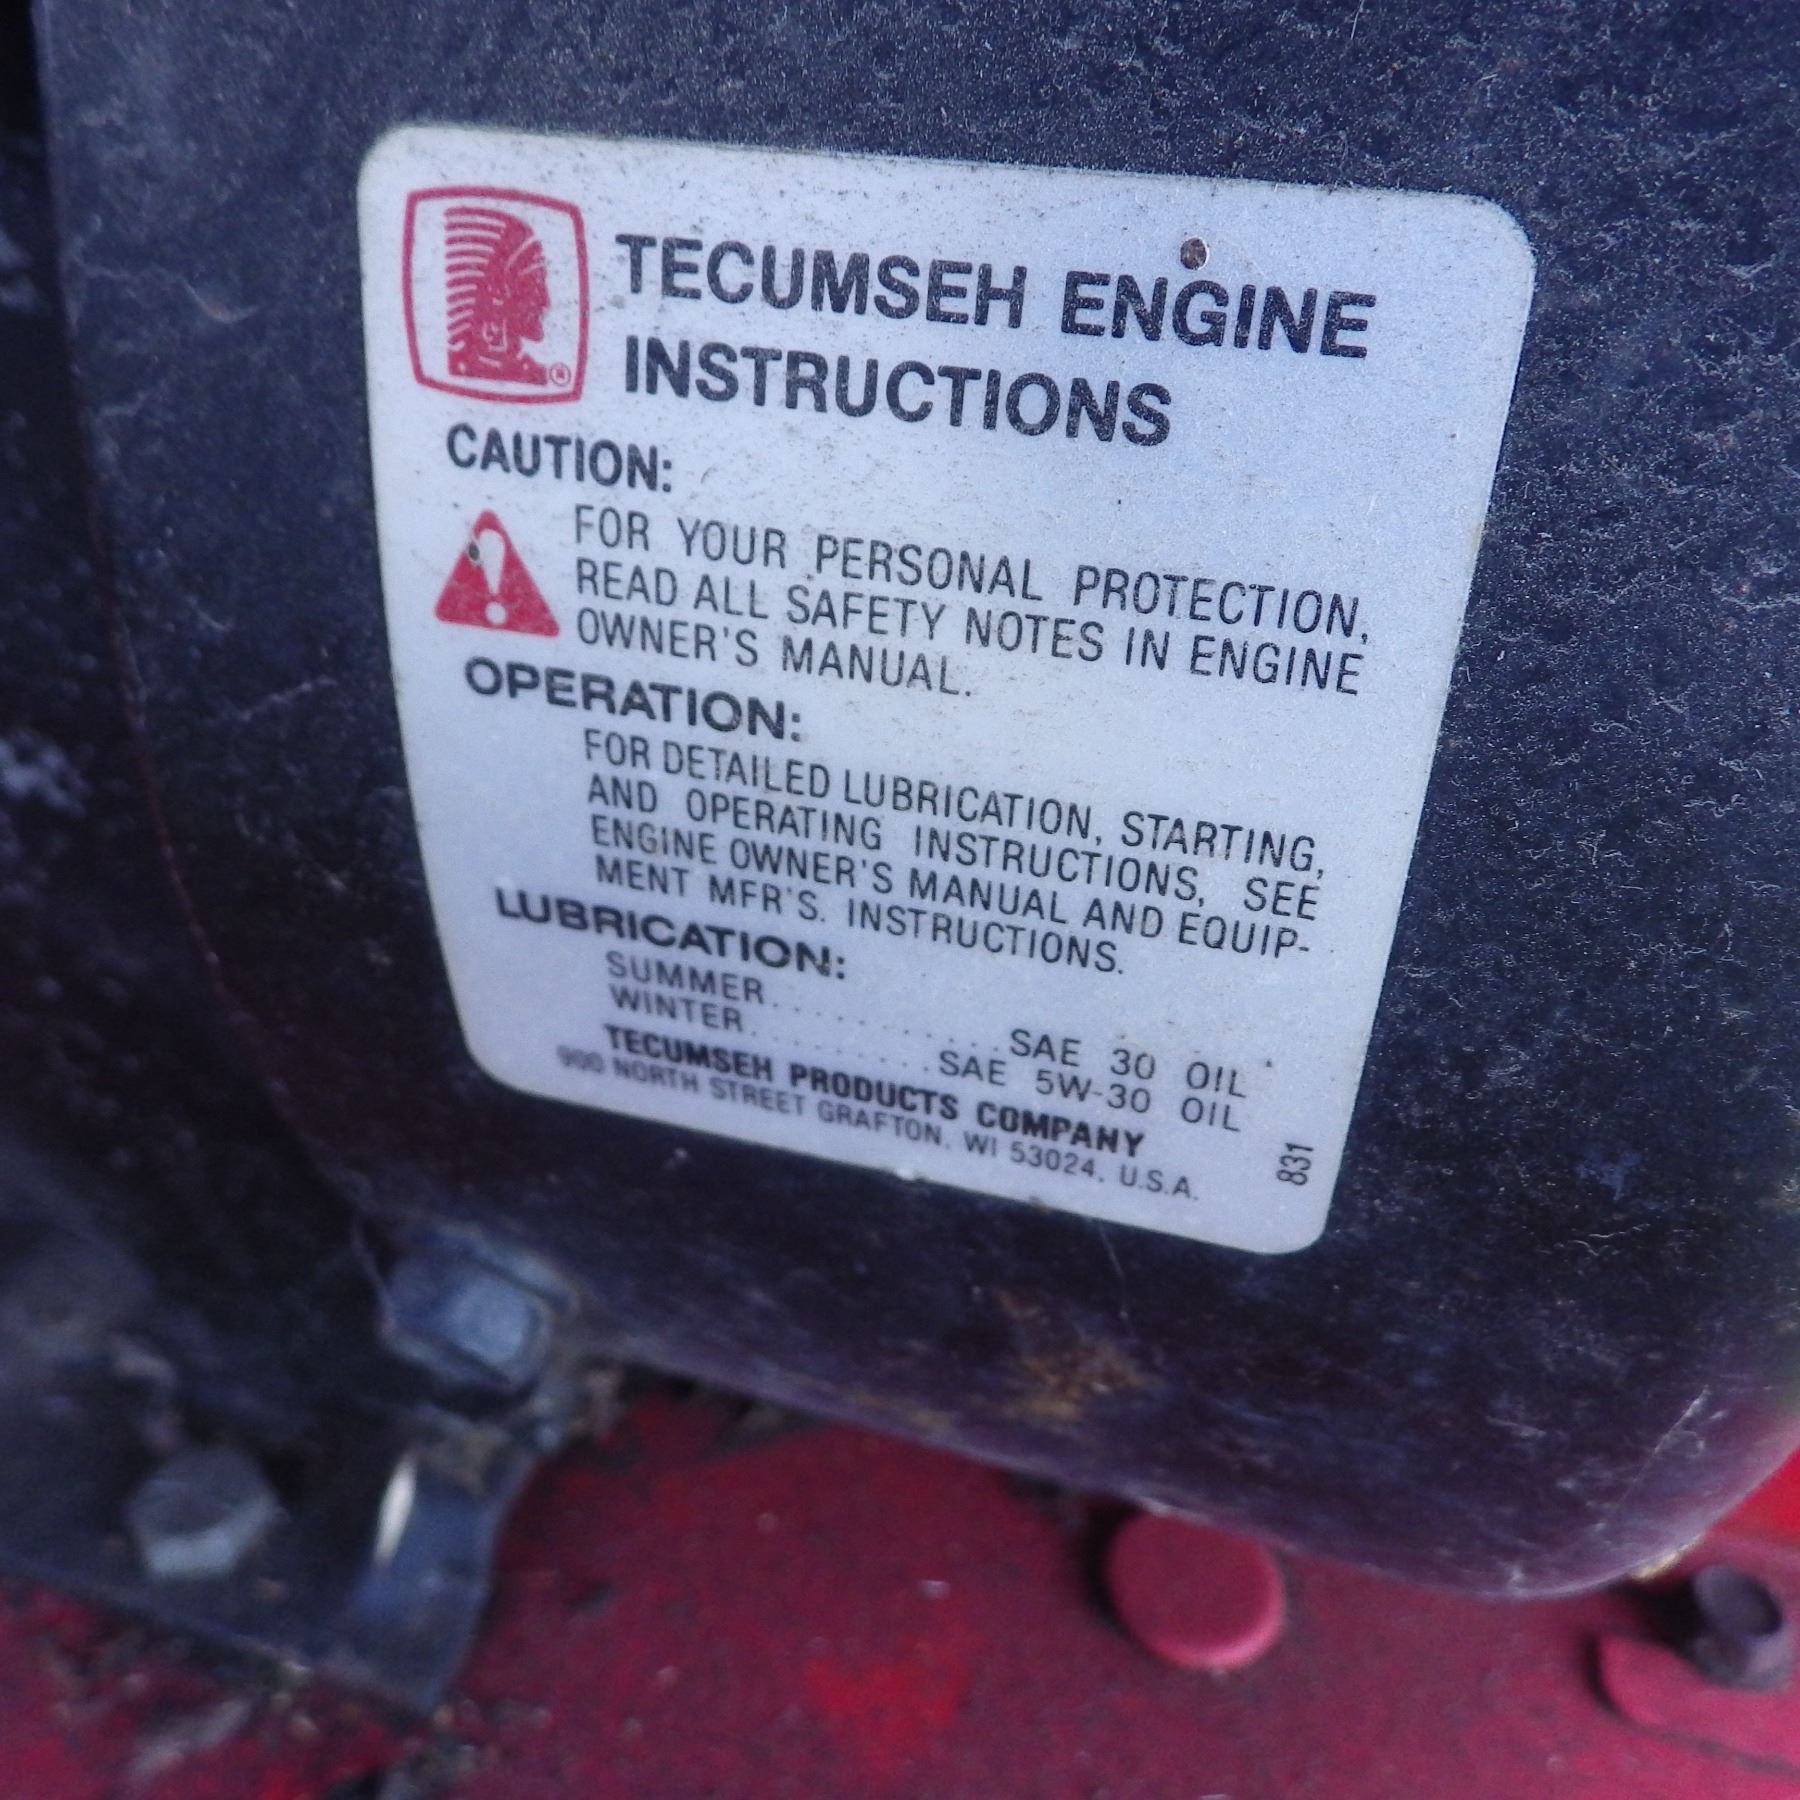 TECUMSEH ENGINE
INSTRUCTIONS
CAUTION:
FOR YOUR PERSONAL PROTECTION,
READ ALL SAFETY NOTES IN ENGINE
OWNER'S MANUAL.
OPERATION:
FOR DETAILED LUBRICATION, STARTING,
AND OPERATING INSTRUCTIONS, SEE
ENGINE OWNER'S MANUAL AND EQUIP-
MENT MFR'S. INSTRUCTIONS.
LUBRICATION:
SUMMER............SAE 30 OIL
WINTER..........SAE 5W-30 OIL
TECUMSEH PRODUCTS COMPANY
900 NORTH STREET GRAFTON, WI 53024, U.S.A.
831